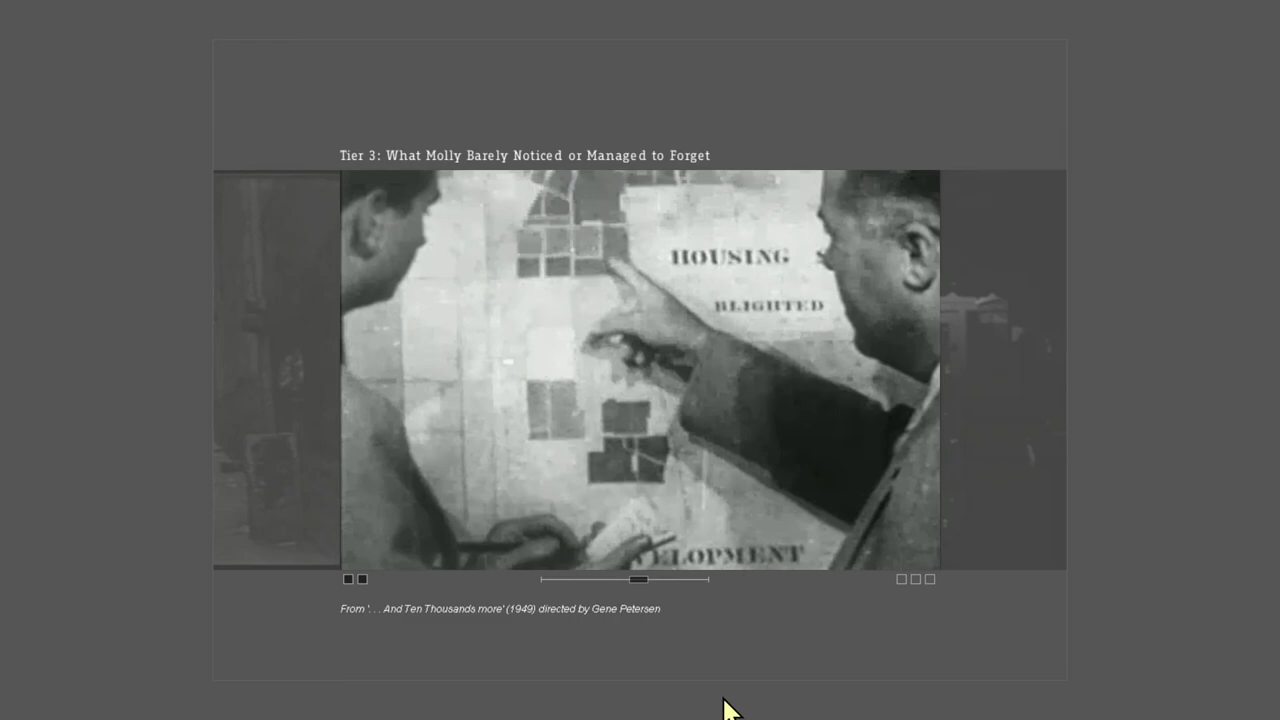 Tier 3: What Molly Barely Noticed or Managed to Forget
HOUSING
BLIGHTED
VELOPMENT
From '. . . And Ten Thousands more' (1949) directed by Gene Petersen